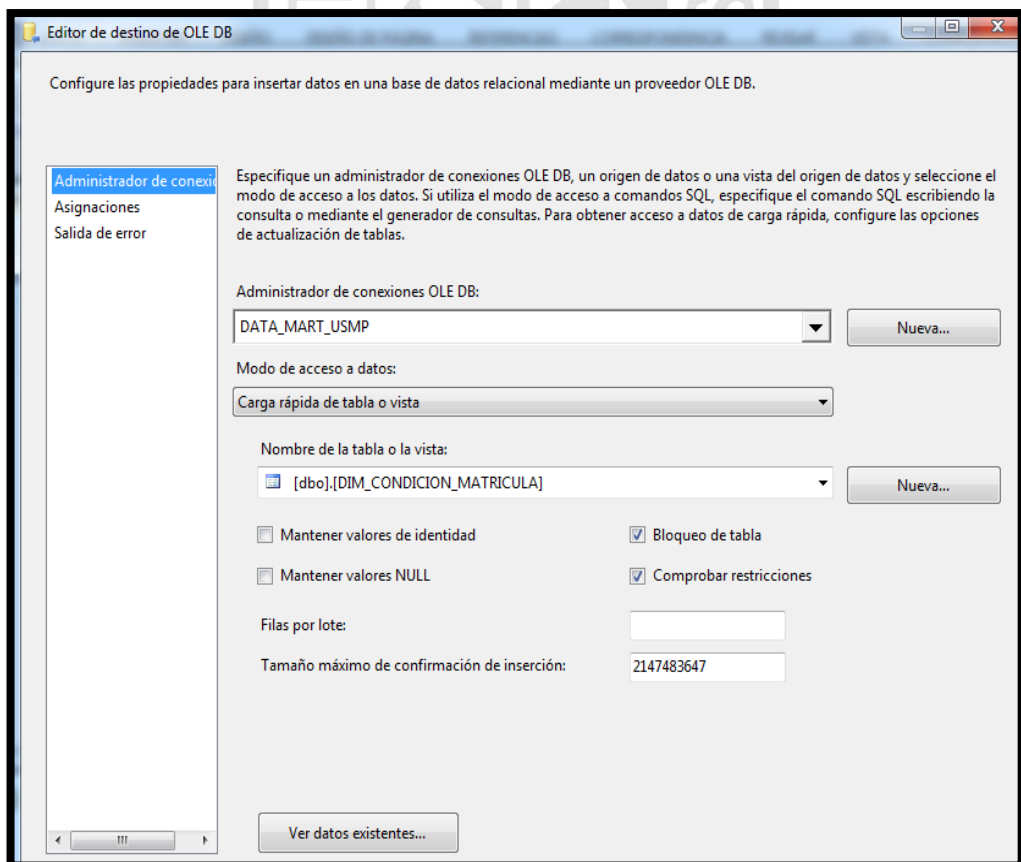 Editor de destino de OLE DB
Configure las propiedades para insertar datos en una base de datos relacional mediante un proveedor OLE DB.
Administrador de conexi
Asignaciones
Salida de error
Especifique un administrador de conexiones OLE DB, un origen de datos o una vista del origen de datos y seleccione el
modo de acceso a los datos. Si utiliza el modo de acceso a comandos SQL, especifique el comando SQL escribiendo la
consulta o mediante el generador de consultas. Para obtener acceso a datos de carga rápida, configure las opciones
de actualización de tablas.
Administrador de conexiones OLE DB:
DATA_MART_USMP
Nueva...
Modo de acceso a datos:
Carga rápida de tabla o vista
Nombre de la tabla o la vista:
[dbo].[DIM_CONDICION_MATRICULA]
Nueva...
Mantener valores de identidad
Bloqueo de tabla
Mantener valores NULL
Comprobar restricciones
Filas por lote:
Tamaño máximo de confirmación de inserción:
2147483647
Ver datos existentes...